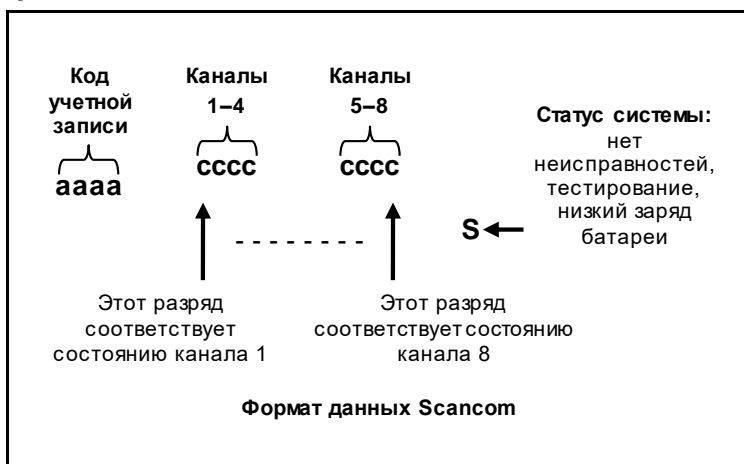 Код
учетной
записи
аааа
Каналы
1–4
сссс
Каналы
5–8
сссс
Статус системы:
нет
неисправностей,
тестирование,
низкий заряд
батареи
S
Этот разряд
соответствует
состоянию канала 1
Этот разряд
соответствует состоянию
канала 8
Формат данных Scancom